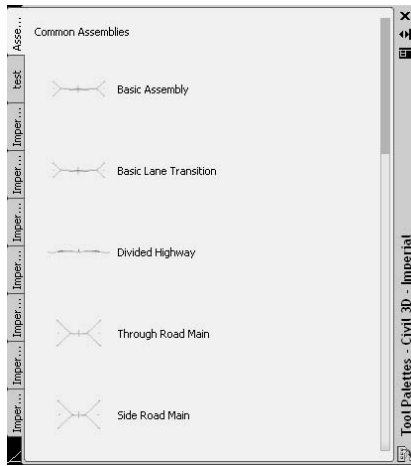 Common Assemblies
Basic Assembly
Basic Lane Transition
Divided Highway
Through Road Main
Side Road Main
Asse...
test
Imper...
Imper...
Imper...
Imper...
Imper...
Imper...
Tool Palettes - Civil 3D - Imperial